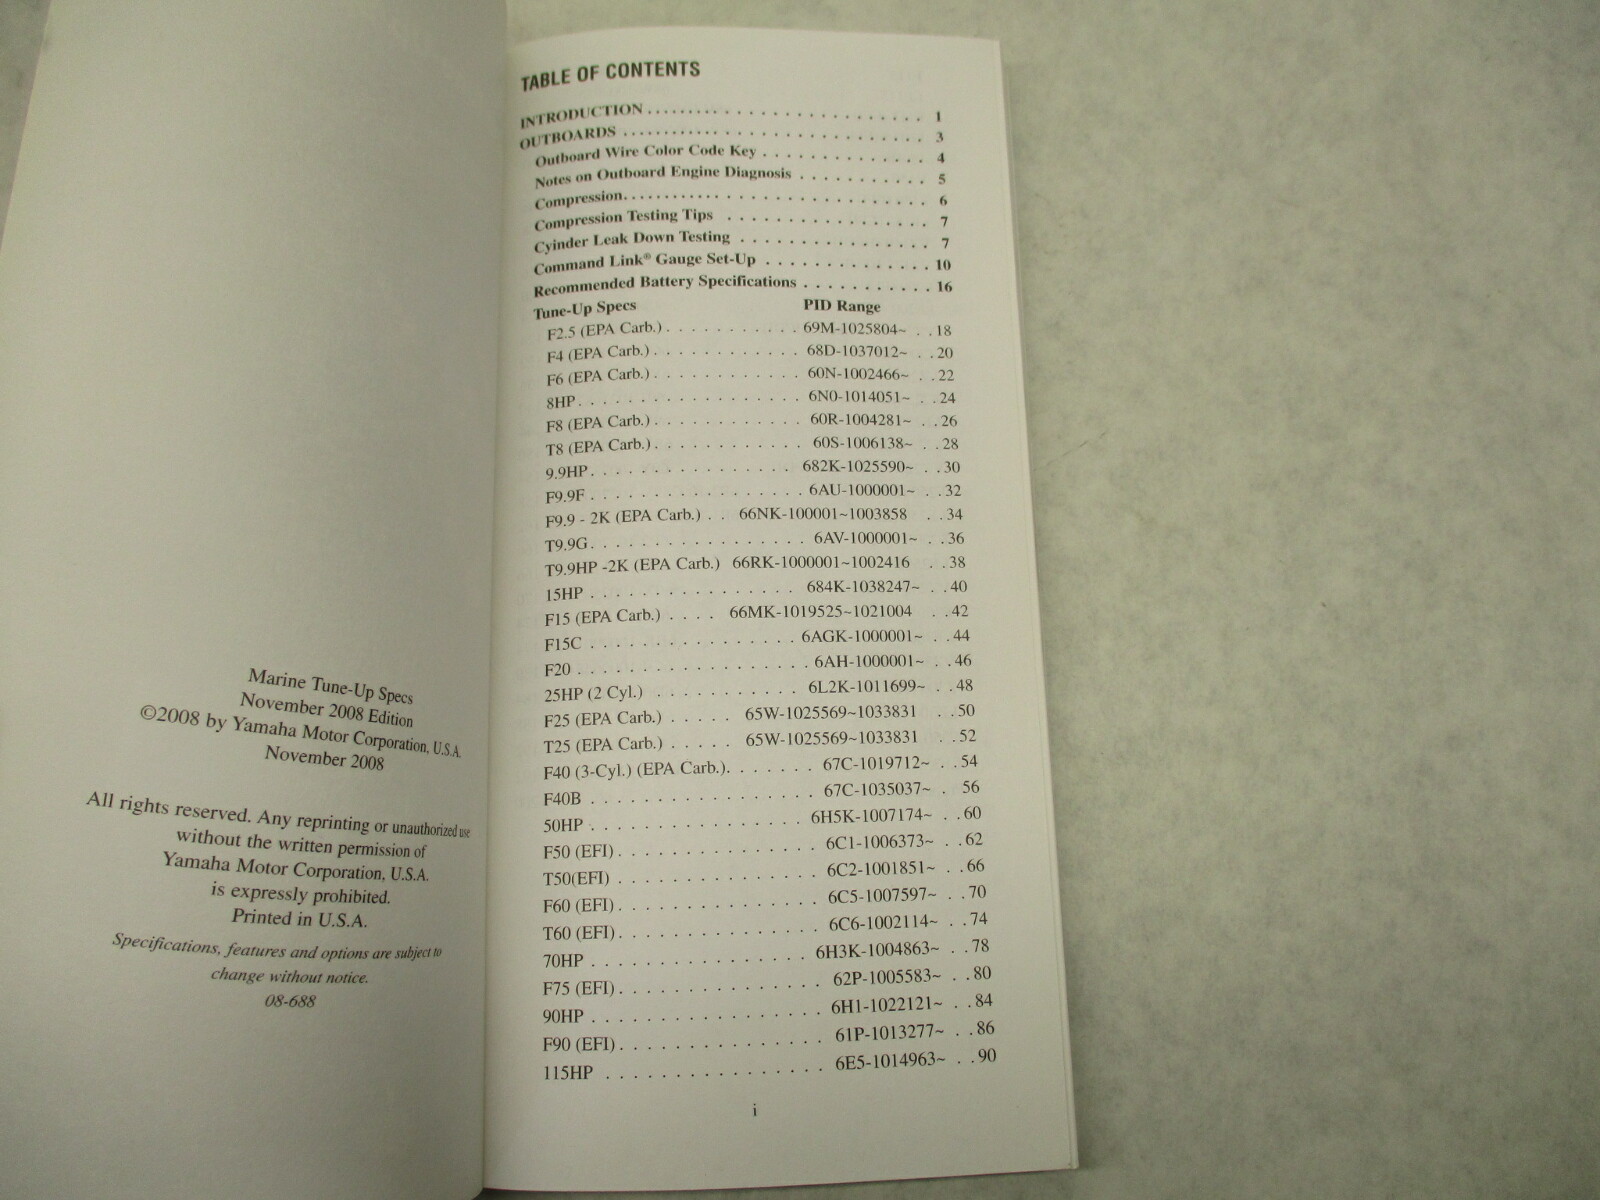 Marine Tune-Up Specs
November 2008 Edition
©2008 by Yamaha Motor Corporation, U.S.A.
November 2008
All rights reserved. Any reprinting or unauthorized use
without the written permission of
Yamaha Motor Corporation, U.S.A.
is expressly prohibited.
Printed in U.S.A.
Specifications, features and options are subject to
change without notice.
08-688
TABLE OF CONTENTS
INTRODUCTION . . . . . . . . . . . . . . . . . . . . . . . . . . 1
OUTBOARDS . . . . . . . . . . . . . . . . . . . . . . . . . . . 3
Outboard Wire Color Code Key . . . . . . . . . . . . . . 4
Notes on Outboard Engine Diagnosis . . . . . . . . . . . 5
Compression. . . . . . . . . . . . . . . . . . . . . . . . . . . 6
Compression Testing Tips . . . . . . . . . . . . . . . . . 7
Cyinder Leak Down Testing . . . . . . . . . . . . . . . . 7
Command Link® Gauge Set-Up . . . . . . . . . . . . . . 10
Recommended Battery Specifications . . . . . . . . . . . 16
Tune-Up Specs PID Range
F2.5 (EPA Carb.) . . . . . . . . . . . 69M-1025804~ . . 18
F4 (EPA Carb.) . . . . . . . . . . . . 68D-1037012~ . . 20
F6 (EPA Carb.) . . . . . . . . . . . . 60N-1002466~ . . 22
8HP. . . . . . . . . . . . . . . . . . 6N0-1014051~ . . 24
F8 (EPA Carb.) . . . . . . . . . . . . 60R-1004281~ . . 26
T8 (EPA Carb.) . . . . . . . . . . . . 60S-1006138~ . . 28
9.9HP. . . . . . . . . . . . . . . . . 682K-1025590~ . . 30
F9.9F . . . . . . . . . . . . . . . . . 6AU-1000001~ . . 32
F9.9 - 2K (EPA Carb.) . . 66NK-100001~1003858 . . 34
T9.9G. . . . . . . . . . . . . . . . . 6AV-1000001~ . . 36
T9.9HP -2K (EPA Carb.) 66RK-1000001~1002416 . . 38
15HP . . . . . . . . . . . . . . . . . 684K-1038247~ . . 40
F15 (EPA Carb.) . . . . 66MK-1019525~1021004 . . 42
F15C . . . . . . . . . . . . . . . . 6AGK-1000001~ . . 44
F20 . . . . . . . . . . . . . . . . . . 6AH-1000001~ . . 46
25HP (2 Cyl.) . . . . . . . . . . . 6L2K-1011699~ . . 48
F25 (EPA Carb.) . . . . . 65W-1025569~1033831 . . 50
T25 (EPA Carb.) . . . . . 65W-1025569~1033831 . . 52
F40 (3-Cyl.) (EPA Carb.). . . . . . . 67C-1019712~ . . 54
F40B . . . . . . . . . . . . . . . . . 67C-1035037~ . 56
50HP . . . . . . . . . . . . . . . . . 6H5K-1007174~ . . 60
F50 (EFI). . . . . . . . . . . . . . . . 6C1-1006373~ . . 62
T50(EFI) . . . . . . . . . . . . . . . . 6C2-1001851~ . . 66
F60 (EFI). . . . . . . . . . . . . . . . 6C5-1007597~ . . 70
T60 (EFI). . . . . . . . . . . . . . . . 6C6-1002114~ . . 74
70HP . . . . . . . . . . . . . . . . . 6H3K-1004863~ . . 78
F75 (EFI). . . . . . . . . . . . . . . . 62P-1005583~ . . 80
90HP . . . . . . . . . . . . . . . . . . 6H1-1022121~ . . 84
F90 (EFI). . . . . . . . . . . . . . . . 61P-1013277~ . . 86
115HP . . . . . . . . . . . . . . . . . 6E5-1014963~ . . 90
i